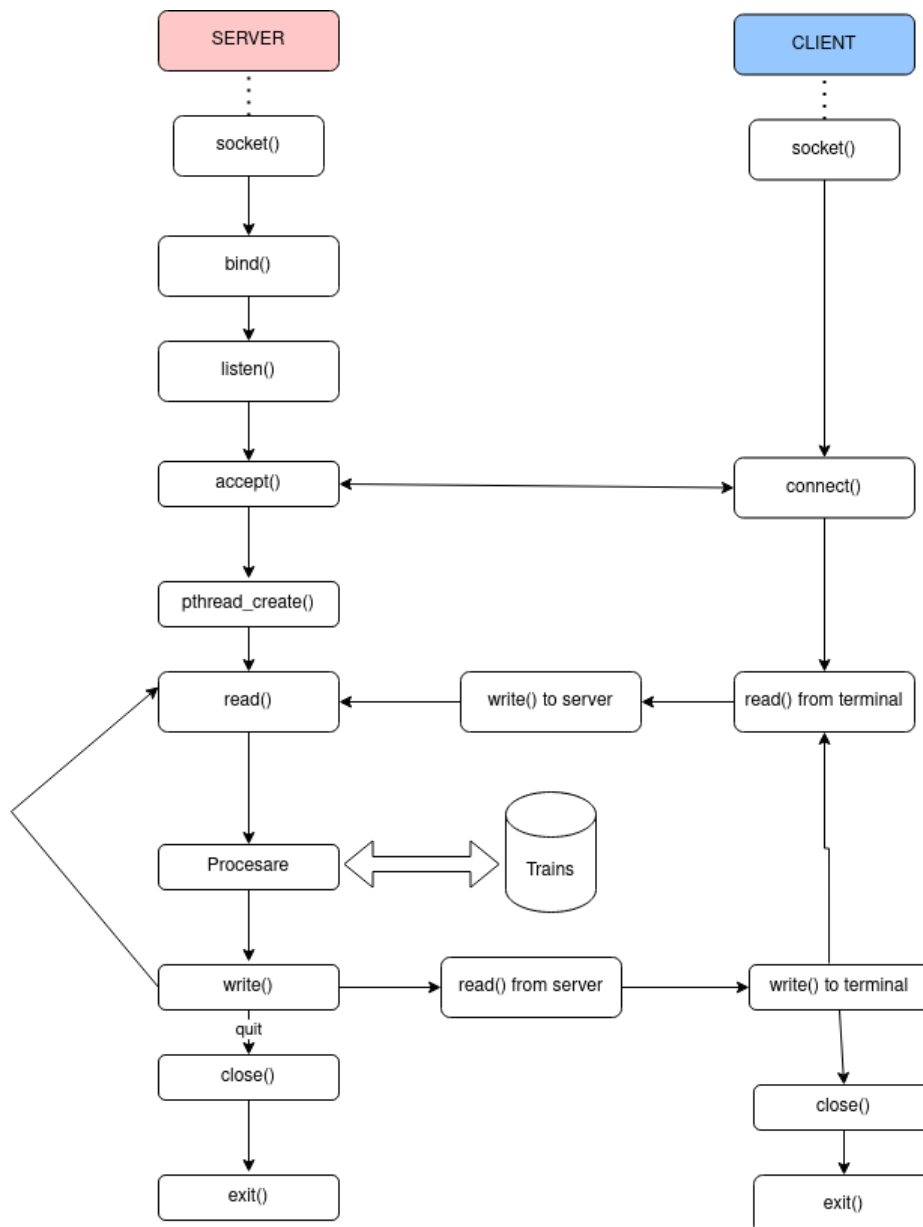 SERVER
CLIENT
socket()
socket()
bind()
listen()
accept()
connect()
pthread_create()
read()
write() to server
read() from terminal
Procesare
Trains
write()
read() from server
write() to terminal
quit
close()
close()
exit()
exit()